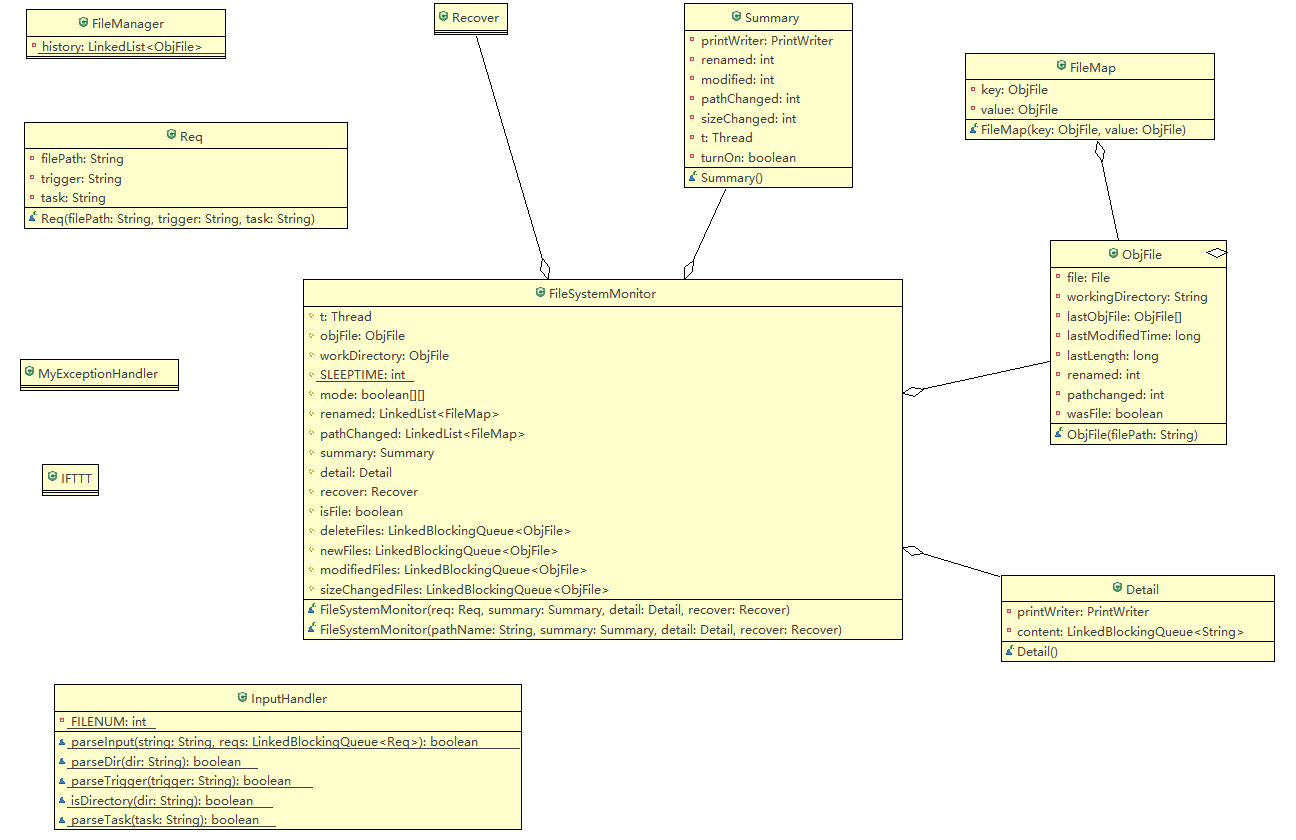 FileManager
history: LinkedList<ObjFile>
Recover
Summary
printWriter: PrintWriter
renamed: int
modified: int
pathChanged: int
sizeChanged: int
t: Thread
turnOn: boolean
Summary()
FileMap
key: ObjFile
value: ObjFile
FileMap(key: ObjFile, value: ObjFile)
Req
filePath: String
trigger: String
task: String
Req(filePath: String, trigger: String, task: String)
ObjFile
file: File
workingDirectory: String
lastObjFile: ObjFile[]
lastModifiedTime: long
lastLength: long
renamed: int
pathchanged: int
wasFile: boolean
ObjFile(filePath: String)
FileSystemMonitor
t: Thread
objFile: ObjFile
workDirectory: ObjFile
SLEEPTIME: int
mode: boolean[][]
renamed: LinkedList<FileMap>
pathChanged: LinkedList<FileMap>
summary: Summary
detail: Detail
recover: Recover
isFile: boolean
deleteFiles: LinkedBlockingQueue<ObjFile>
newFiles: LinkedBlockingQueue<ObjFile>
modifiedFiles: LinkedBlockingQueue<ObjFile>
sizeChangedFiles: LinkedBlockingQueue<ObjFile>
FileSystemMonitor(req: Req, summary: Summary, detail: Detail, recover: Recover)
FileSystemMonitor(pathName: String, summary: Summary, detail: Detail, recover: Recover)
MyExceptionHandler
IFTTT
Detail
printWriter: PrintWriter
content: LinkedBlockingQueue<String>
Detail()
InputHandler
FILENUM: int
parseInput(string: String, reqs: LinkedBlockingQueue<Req>): boolean
parseDir(dir: String): boolean
parseTrigger(trigger: String): boolean
isDirectory(dir: String): boolean
parseTask(task: String): boolean